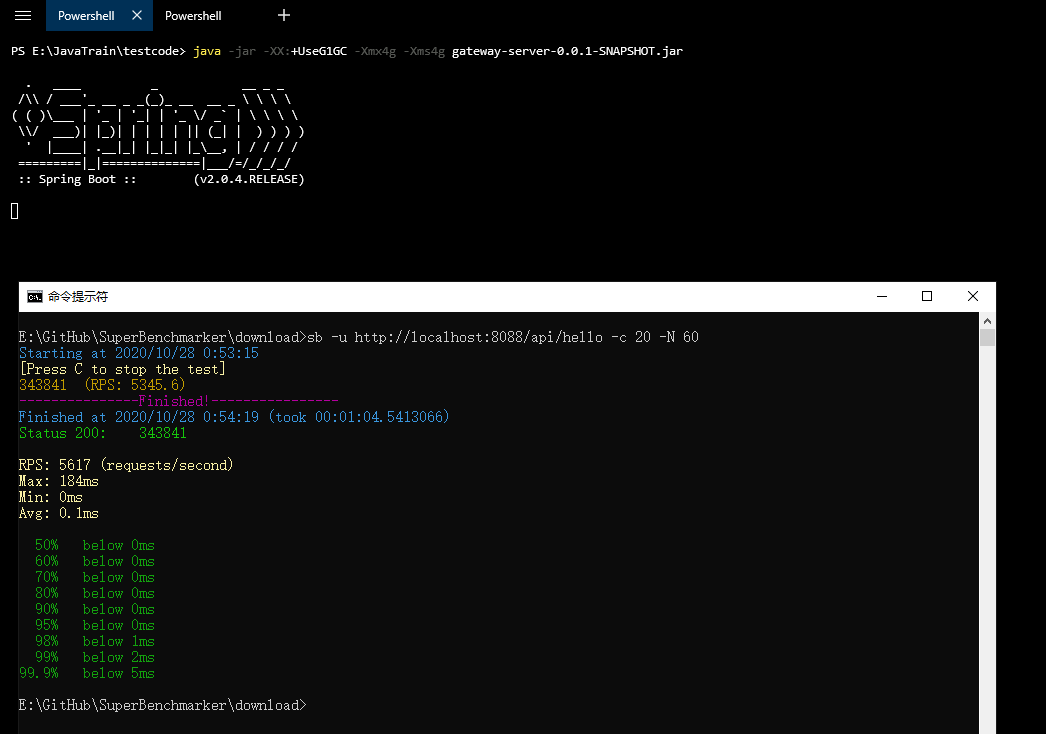 Powershell
Powershell
PS E:\JavaTrain\testcode> java -jar -XX:+UseG1GC -Xmx4g -Xms4g gateway-server-0.0.1-SNAPSHOT.jar
  .   ____          _            __ _ _
 /\\ / ___'_ __ _ _(_)_ __  __ _ \ \ \ \
( ( )\___ | '_ | '_| | '_ \/ _` | \ \ \ \
 \\/  ___)| |_)| | | | | || (_| |  ) ) ) )
  '  |____| .__|_| |_|_| |_\__, | / / / /
 =========|_|==============|___/=/_/_/_/
 :: Spring Boot ::        (v2.0.4.RELEASE)
命令提示符
E:\GitHub\SuperBenchmarker\download>sb -u http://localhost:8088/api/hello -c 20 -N 60
Starting at 2020/10/28 0:53:15
[Press C to stop the test]
343841  (RPS: 5345.6)
---------------Finished!----------------
Finished at 2020/10/28 0:54:19 (took 00:01:04.5413066)
Status 200:    343841
RPS: 5617 (requests/second)
Max: 184ms
Min: 0ms
Avg: 0.1ms
50%   below 0ms
60%   below 0ms
70%   below 0ms
80%   below 0ms
90%   below 0ms
95%   below 0ms
98%   below 1ms
99%   below 2ms
99.9%   below 5ms
E:\GitHub\SuperBenchmarker\download>